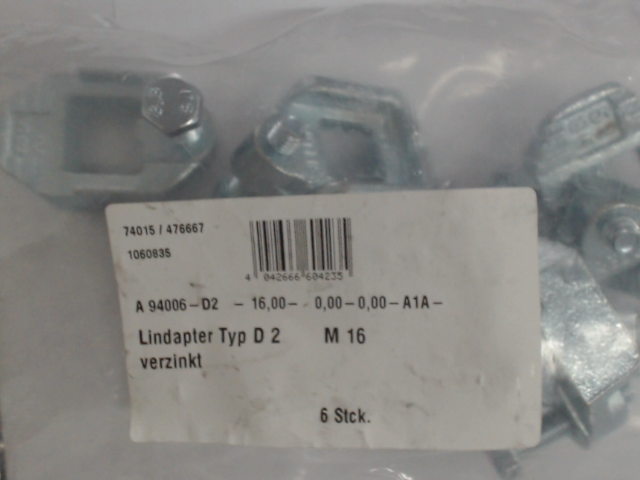 74015 / 476667
1060835
4 042666 604235
A 94006-D2 - 16,00- 0,00-0,00-A1A-
Lindapter Typ D 2 M 16
verzinkt
6 Stck.